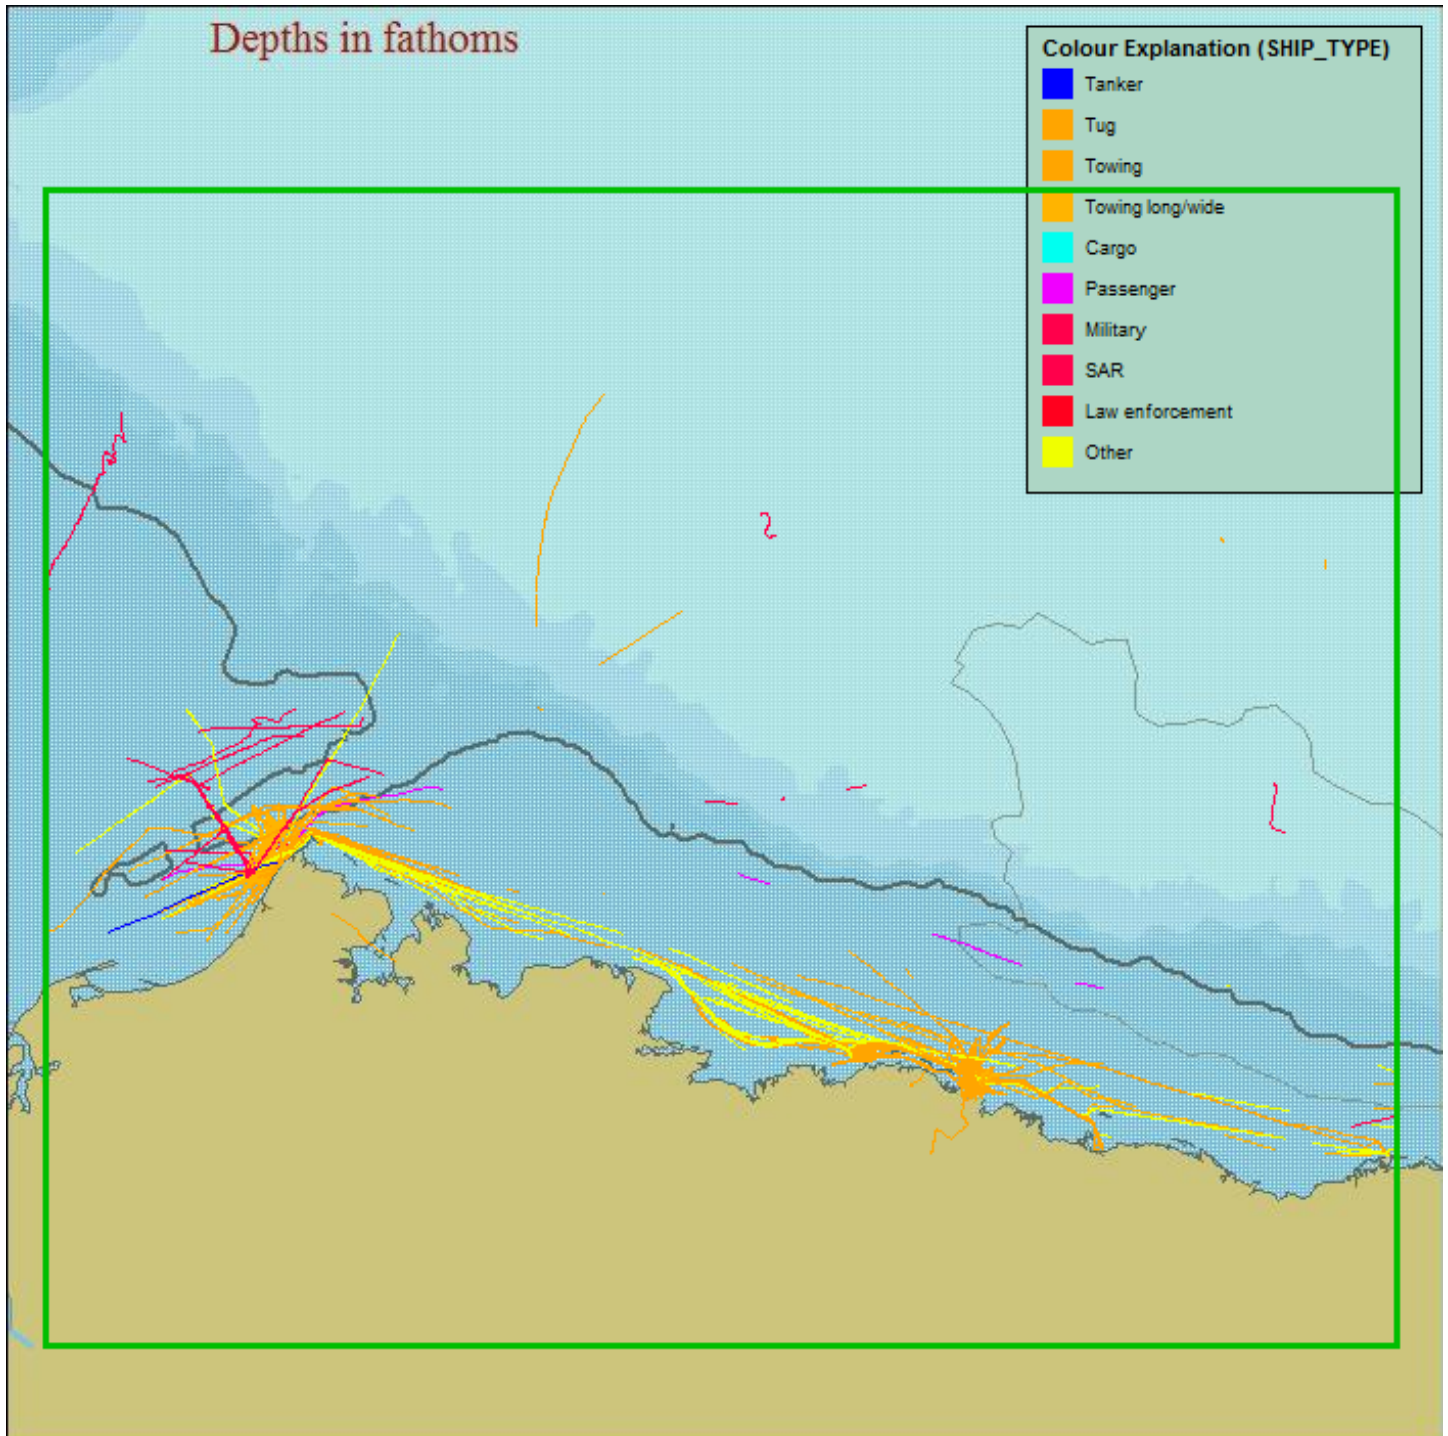 Depths in fathoms
Colour Explanation (SHIP_TYPE)
Tanker
Tug
Towing
Towing long/wide
Cargo
Passenger
Military
SAR
Law enforcement
Other